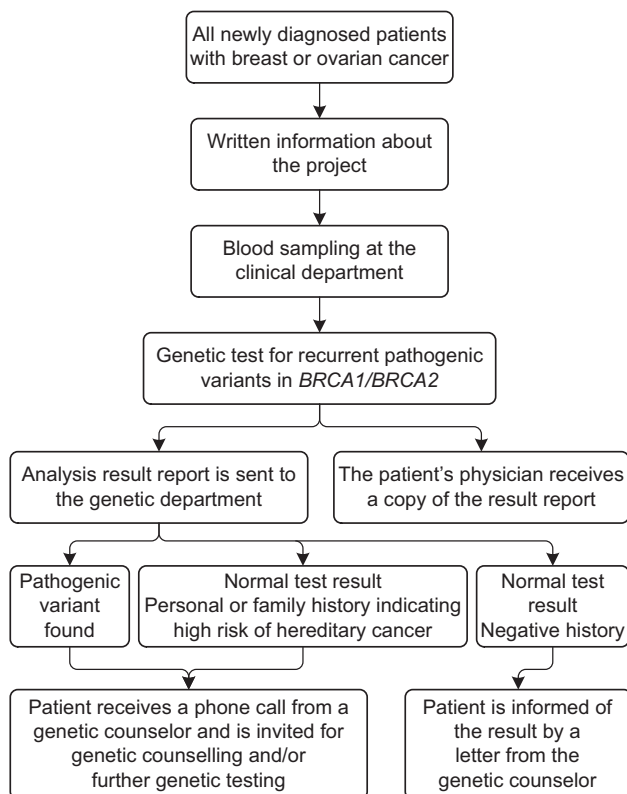 All newly diagnosed patients
with breast or ovarian cancer
Written information about
the project
Blood sampling at the
clinical department
Genetic test for recurrent pathogenic
variants in BRCA1/BRCA2
Analysis result report is sent to
the genetic department
The patient's physician receives
a copy of the result report
Pathogenic
variant
found
Normal test result
Personal or family history indicating
high risk of hereditary cancer
Normal test
result
Negative history
Patient receives a phone call from a
genetic counselor and is invited for
genetic counselling and/or
further genetic testing
Patient is informed of
the result by a
letter from the
genetic counselor